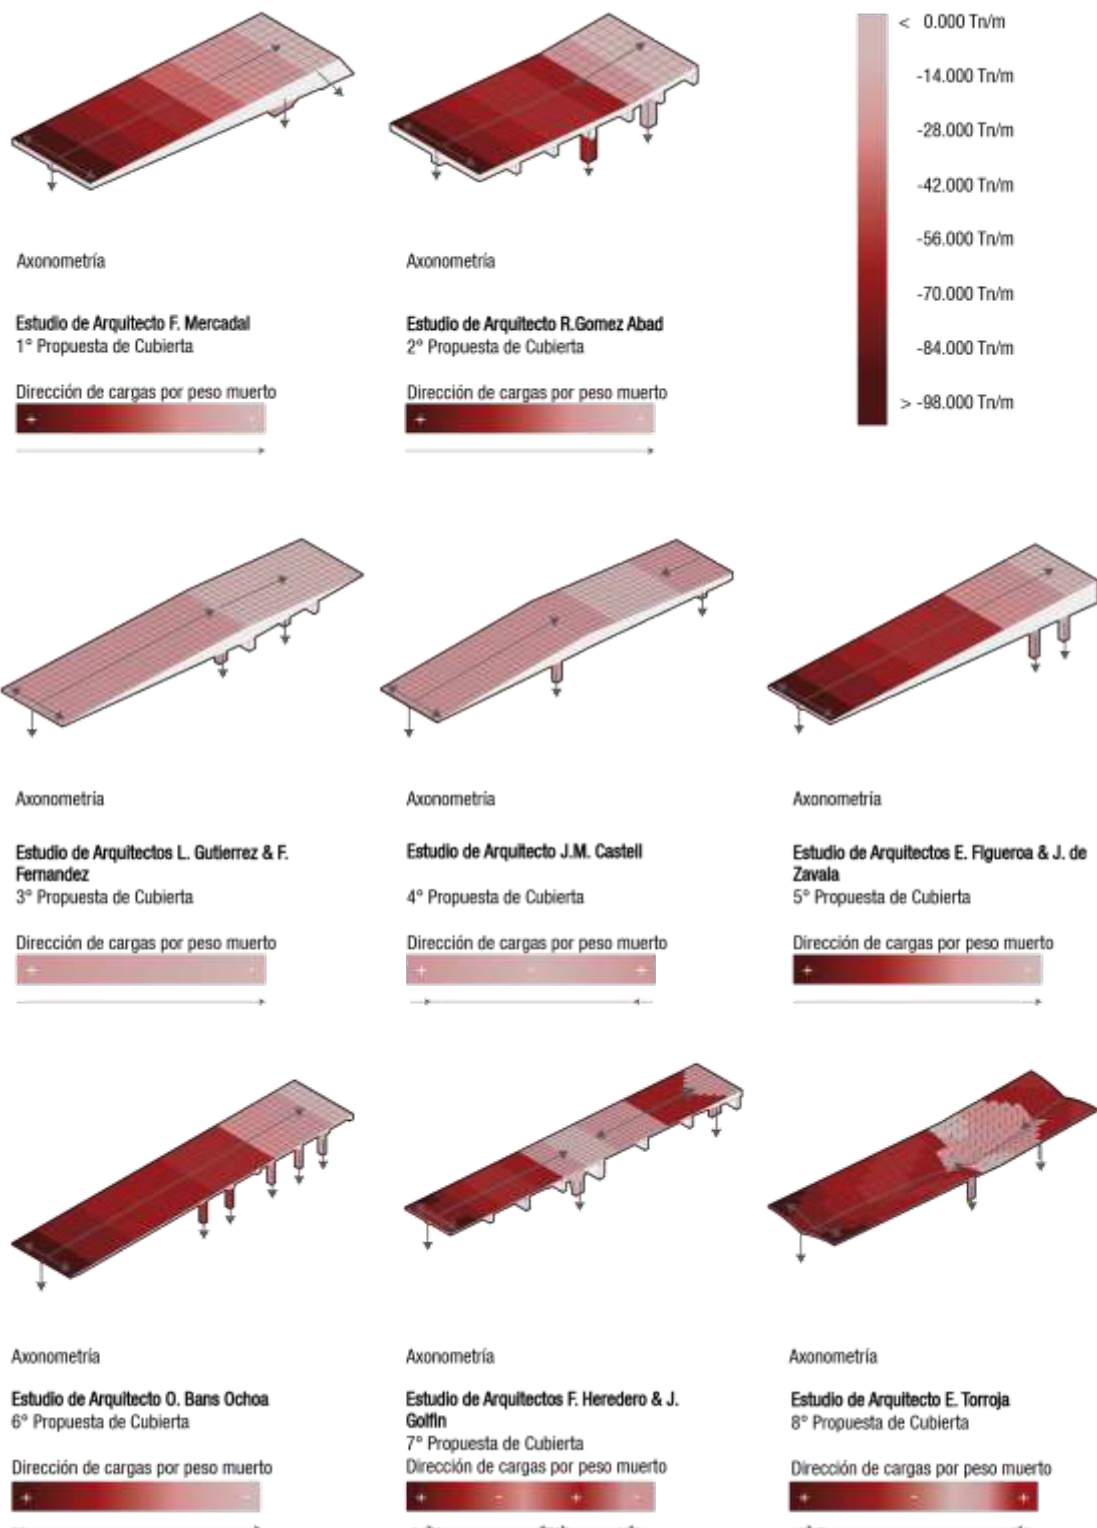 < 0.000 Tn/m
-14.000 Tn/m
-28.000 Tn/m
-42.000 Tn/m
-56.000 Tn/m
-70.000 Tn/m
-84.000 Tn/m
> -98.000 Tn/m
Axonometría
Estudio de Arquitecto F. Mercadal
1° Propuesta de Cubierta
Dirección de cargas por peso muerto
+ -
Axonometría
Estudio de Arquitecto R.Gomez Abad
2° Propuesta de Cubierta
Dirección de cargas por peso muerto
+ -
Axonometria
Estudio de Arquitectos L. Gutierrez & F.
Fernandez
3° Propuesta de Cubierta
Dirección de cargas por peso muerto
+ -
Axonometria
Estudio de Arquitecto J.M. Castell
4° Propuesta de Cubierta
Dirección de cargas por peso muerto
+ - +
Axonometría
Estudio de Arquitectos E. Figueroa & J. de
Zavala
5° Propuesta de Cubierta
Dirección de cargas por peso muerto
+ -
Axonometría
Estudio de Arquitecto O. Bans Ochoa
6° Propuesta de Cubierta
Dirección de cargas por peso muerto
+ -
Axonometría
Estudio de Arquitectos F. Heredero & J.
Golfin
7° Propuesta de Cubierta
Dirección de cargas por peso muerto
+ - + -
Axonometría
Estudio de Arquitecto E. Torroja
8° Propuesta de Cubierta
Dirección de cargas por peso muerto
+ - +